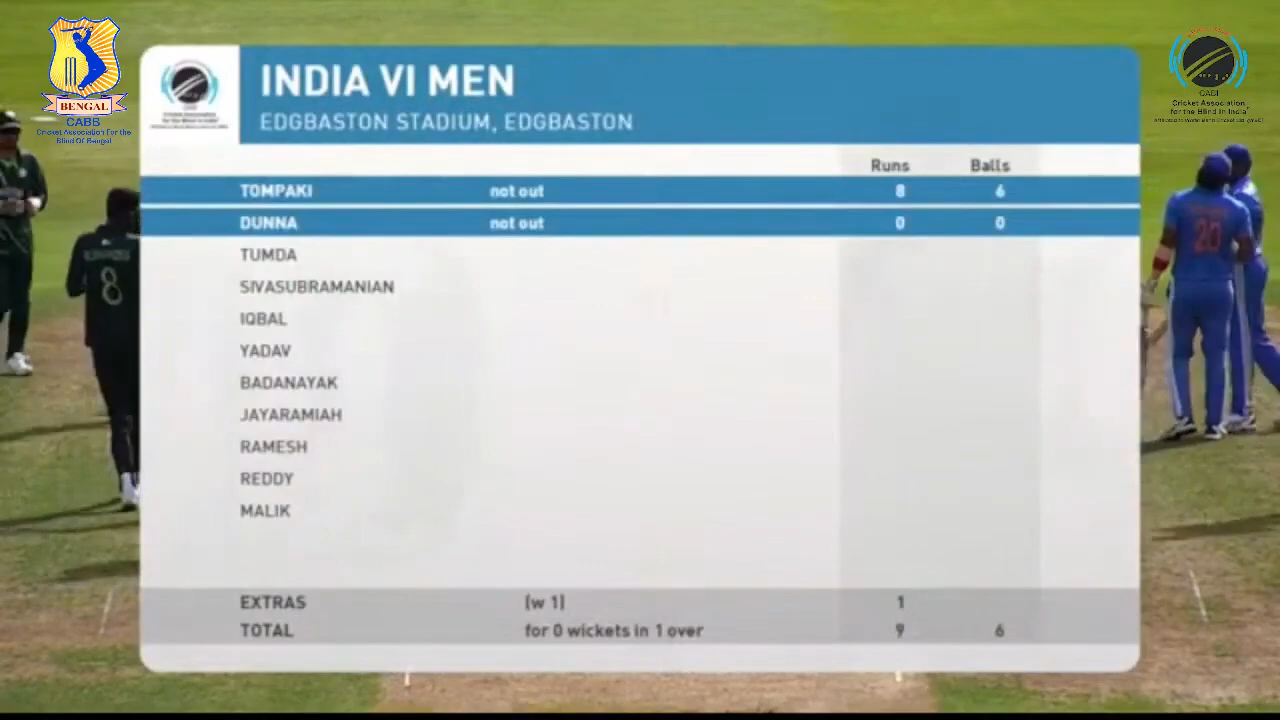 BENGAL
CABB
Cricket Association For the
Blind Of Bengal
CABI
Cricket Association
for the Blind in India
INDIA VI MEN
EDGBASTON STADIUM, EDGBASTON
Runs Balls
TOMPAKI not out 8 6
DUNNA not out 0 0
TUMDA
SIVASUBRAMANIAN
IQBAL
YADAV
BADANAYAK
JAYARAMIAH
RAMESH
REDDY
MALIK
EXTRAS (w 1) 1
TOTAL for 0 wickets in 1 over 9 6
8
20